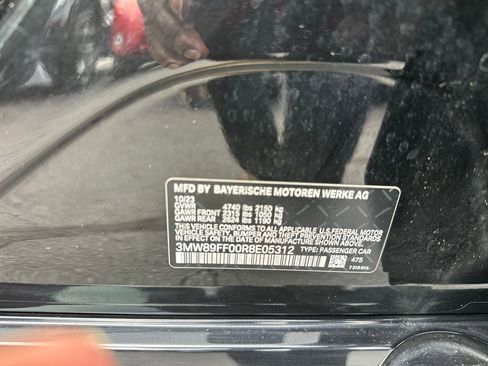 MFD BY BAYERISCHE MOTOREN WERKE AG
10/23
GVWR 4740 lbs 2150 kg
GAWR FRONT 2315 lbs 1050 kg
GAWR REAR 2624 lbs 1190 kg
THIS VEHICLE CONFORMS TO ALL APPLICABLE U.S. FEDERAL MOTOR
VEHICLE SAFETY, BUMPER AND THEFT PREVENTION STANDARDS
IN EFFECT ON THE DATE OF MANUFACTURE SHOWN ABOVE.
3MW89FF00R8E05312 TYPE: PASSENGER CAR
475